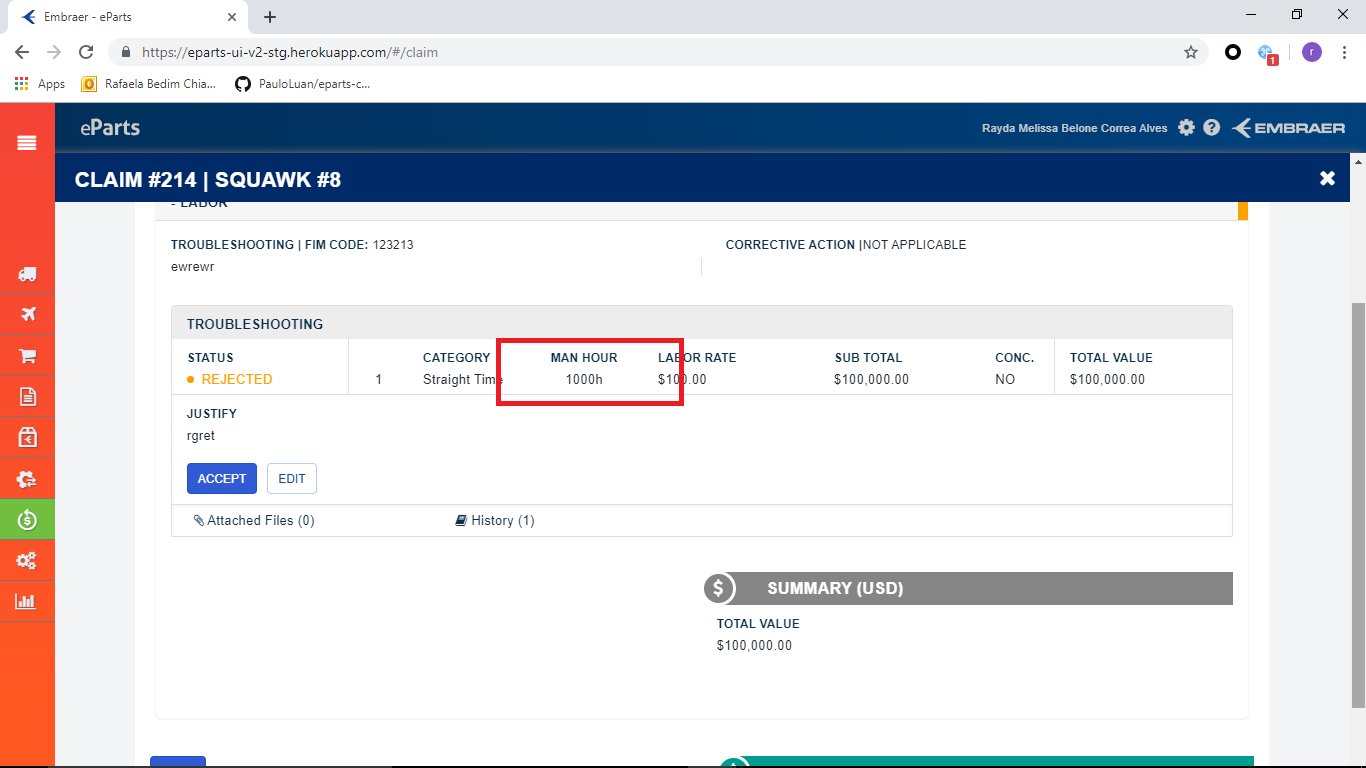 Embraer - eParts
https://eparts-ui-v2-stg.herokuapp.com/#/claim
1
r
Apps
Rafaela Bedim Chia...
PauloLuan/eparts-c...
eParts
Rayda Melissa Belone Correa Alves
EMBRAER
CLAIM #214 | SQUAWK #8
- LABOR
TROUBLESHOOTING | FIM CODE: 123213
CORRECTIVE ACTION |NOT APPLICABLE
ewrewr
TROUBLESHOOTING
STATUS CATEGORY MAN HOUR LABOR RATE SUB TOTAL CONC. TOTAL VALUE
REJECTED 1 Straight Time 1000h $100.00 $100,000.00 NO $100,000.00
JUSTIFY
rgret
ACCEPT EDIT
Attached Files (0) History (1)
$ SUMMARY (USD)
TOTAL VALUE
$100,000.00